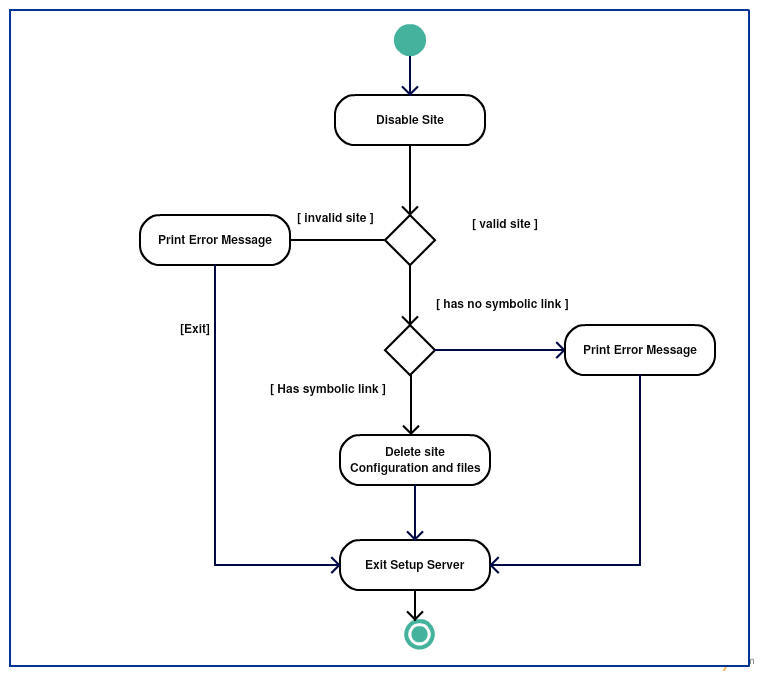 Disable Site
[ invalid site ]
[ valid site ]
Print Error Message
[ has no symbolic link ]
[Exit]
Print Error Message
[ Has symbolic link ]
Delete site
Configuration and files
Exit Setup Server